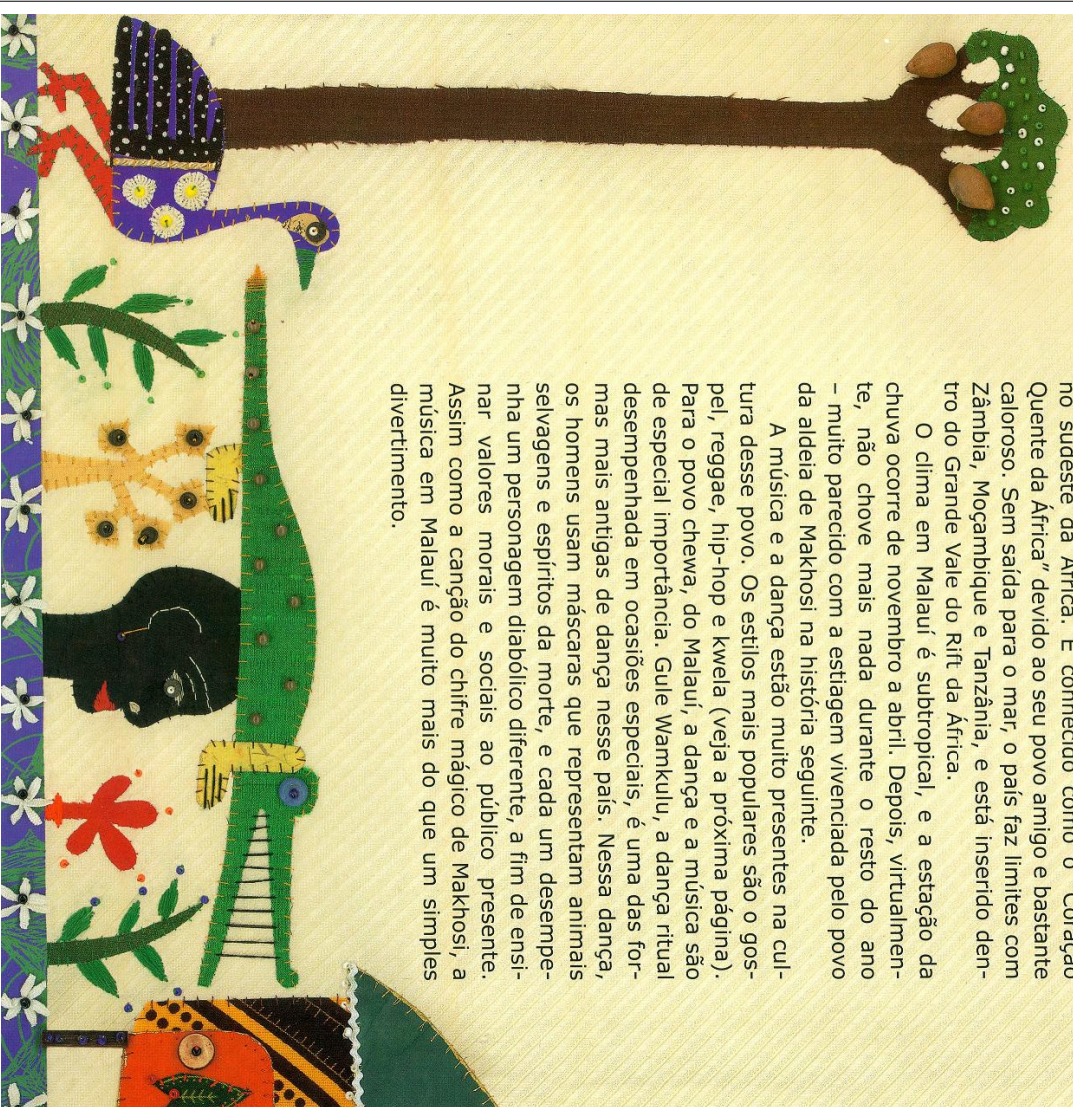 no sudeste da África. É conhecido como o "Coração
Quente da África" devido ao seu povo amigo e bastante
caloroso. Sem saída para o mar, o país faz limites com
Zâmbia, Moçambique e Tanzânia, e está inserido den-
tro do Grande Vale do Rift da África.
O clima em Malauí é subtropical, e a estação da
chuva ocorre de novembro a abril. Depois, virtualmen-
te, não chove mais nada durante o resto do ano
– muito parecido com a estiagem vivenciada pelo povo
da aldeia de Makhosi na história seguinte.
A música e a dança estão muito presentes na cul-
tura desse povo. Os estilos mais populares são o gos-
pel, reggae, hip-hop e kwela (veja a próxima página).
Para o povo chewa, do Malauí, a dança e a música são
de especial importância. Gule Wamkulu, a dança ritual
desempenhada em ocasiões especiais, é uma das for-
mas mais antigas de dança nesse país. Nessa dança,
os homens usam máscaras que representam animais
selvagens e espíritos da morte, e cada um desempe-
nha um personagem diabólico diferente, a fim de ensi-
nar valores morais e sociais ao público presente.
Assim como a canção do chifre mágico de Makhosi, a
música em Malauí é muito mais do que um simples
divertimento.